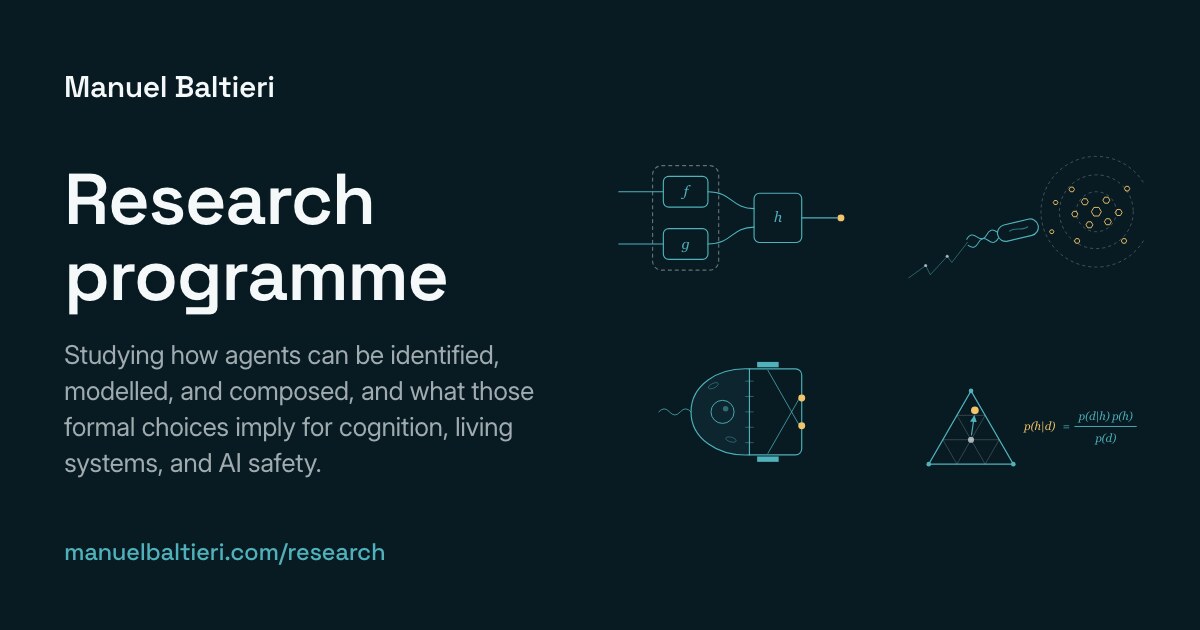 Manuel Baltieri
Research
programme
Studying how agents can be identified,
modelled, and composed, and what those
formal choices imply for cognition, living
systems, and AI safety.
manuelbaltieri.com/research
f
g
h
p(h|d) = p(d|h) p(h)
p(d)